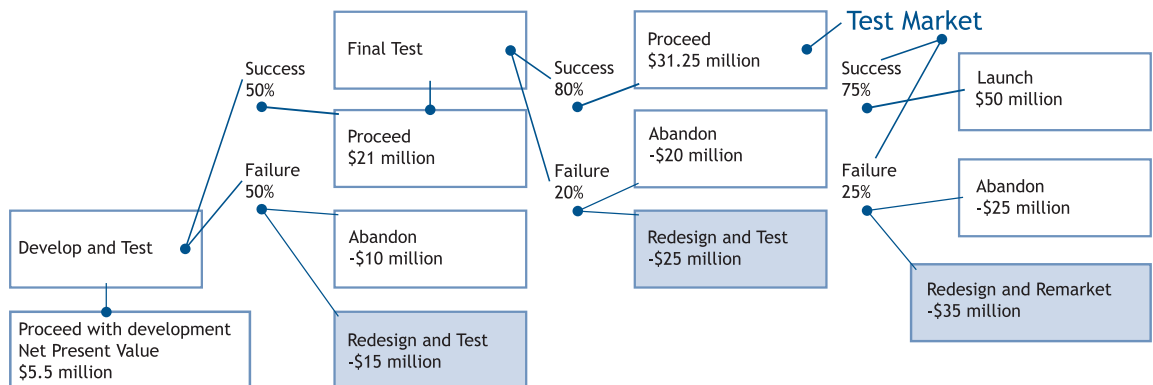 Test Market
Final Test
Proceed
$31.25 million
Success
50%
Success
80%
Success
75%
Launch
$50 million
Proceed
$21 million
Abandon
-$20 million
Failure
50%
Failure
20%
Failure
25%
Abandon
-$25 million
Develop and Test
Abandon
-$10 million
Redesign and Test
-$25 million
Redesign and Remarket
-$35 million
Proceed with development
Net Present Value
$5.5 million
Redesign and Test
-$15 million